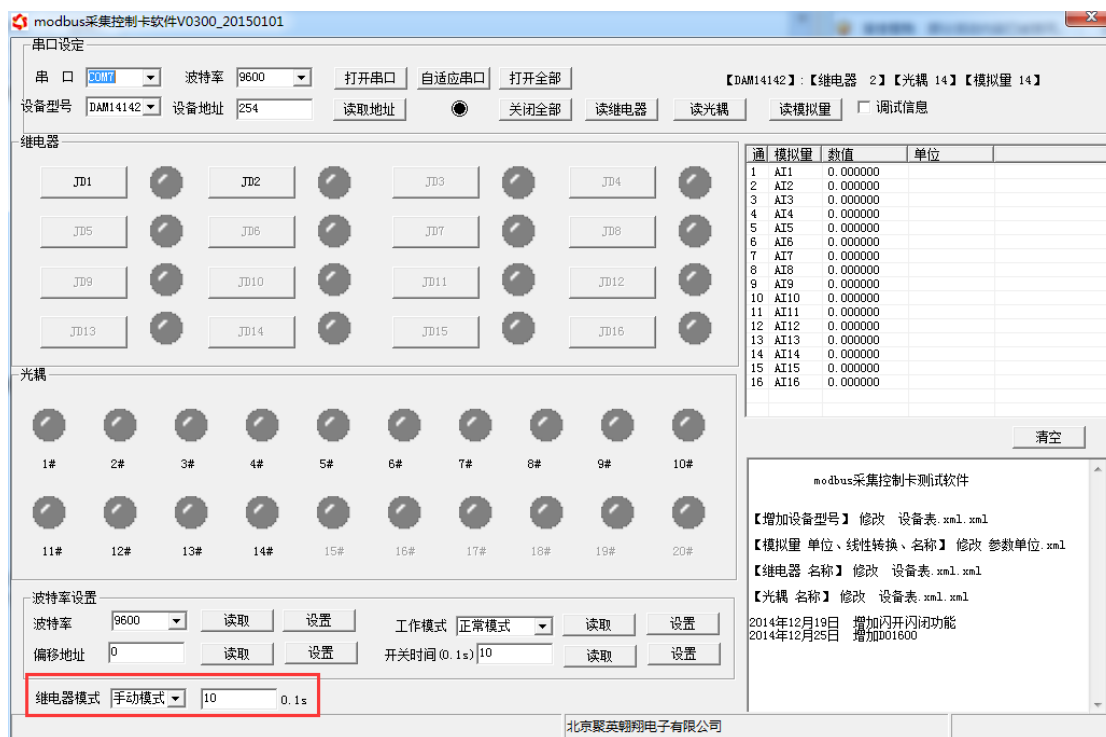 modbus采集控制卡软件V0300_20150101
串口设定
串 口 COM7 波特率 9600 打开串口 自适应串口 打开全部 【DAM14142】:【继电器 2】【光耦 14】【模拟量 14】
设备型号 DAM14142 设备地址 254 读取地址 关闭全部 读继电器 读光耦 读模拟量 调试信息
继电器
JD1 JD2 JD3 JD4
JD5 JD6 JD7 JD8
JD9 JD10 JD11 JD12
JD13 JD14 JD15 JD16
通 模拟量 数值 单位
1 AI1 0.000000
2 AI2 0.000000
3 AI3 0.000000
4 AI4 0.000000
5 AI5 0.000000
6 AI6 0.000000
7 AI7 0.000000
8 AI8 0.000000
9 AI9 0.000000
10 AI10 0.000000
11 AI11 0.000000
12 AI12 0.000000
13 AI13 0.000000
14 AI14 0.000000
15 AI15 0.000000
16 AI16 0.000000
清空
光耦
1# 2# 3# 4# 5# 6# 7# 8# 9# 10#
11# 12# 13# 14# 15# 16# 17# 18# 19# 20#
modbus采集控制卡测试软件
【增加设备型号】 修改 设备表.xml.xml
【模拟量 单位、线性转换、名称】 修改 参数单位.xml
【继电器 名称】 修改 设备表.xml.xml
【光耦 名称】 修改 设备表.xml.xml
2014年12月19日 增加闪开闪闭功能
2014年12月25日 增加DO1600
波特率设置
波特率 9600 读取 设置 工作模式 正常模式 读取 设置
偏移地址 0 读取 设置 开关时间(0.1s) 10 读取 设置
继电器模式 手动模式 10 0.1s
北京聚英翱翔电子有限公司